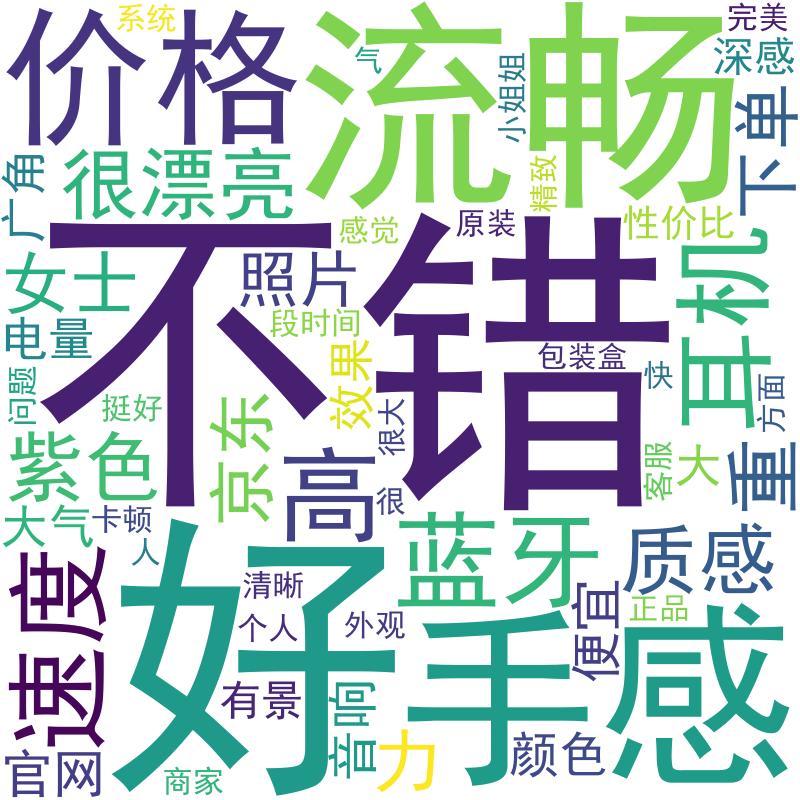 系统
完美
价格
流畅
气
小姐姐
深感
下单
广角
很漂亮
精致
感觉
原装
性价比
不错
女士
照片
耳机
段时间
电量
效果
包装盒
快
方面
问题
挺好
京东
很大
紫色
高
客服
大
重
很
大气
卡顿
人
蓝牙
质感
速度
好
清晰
手感
便宜
正品
个人
外观
有景
音响
力
颜色
官网
商家